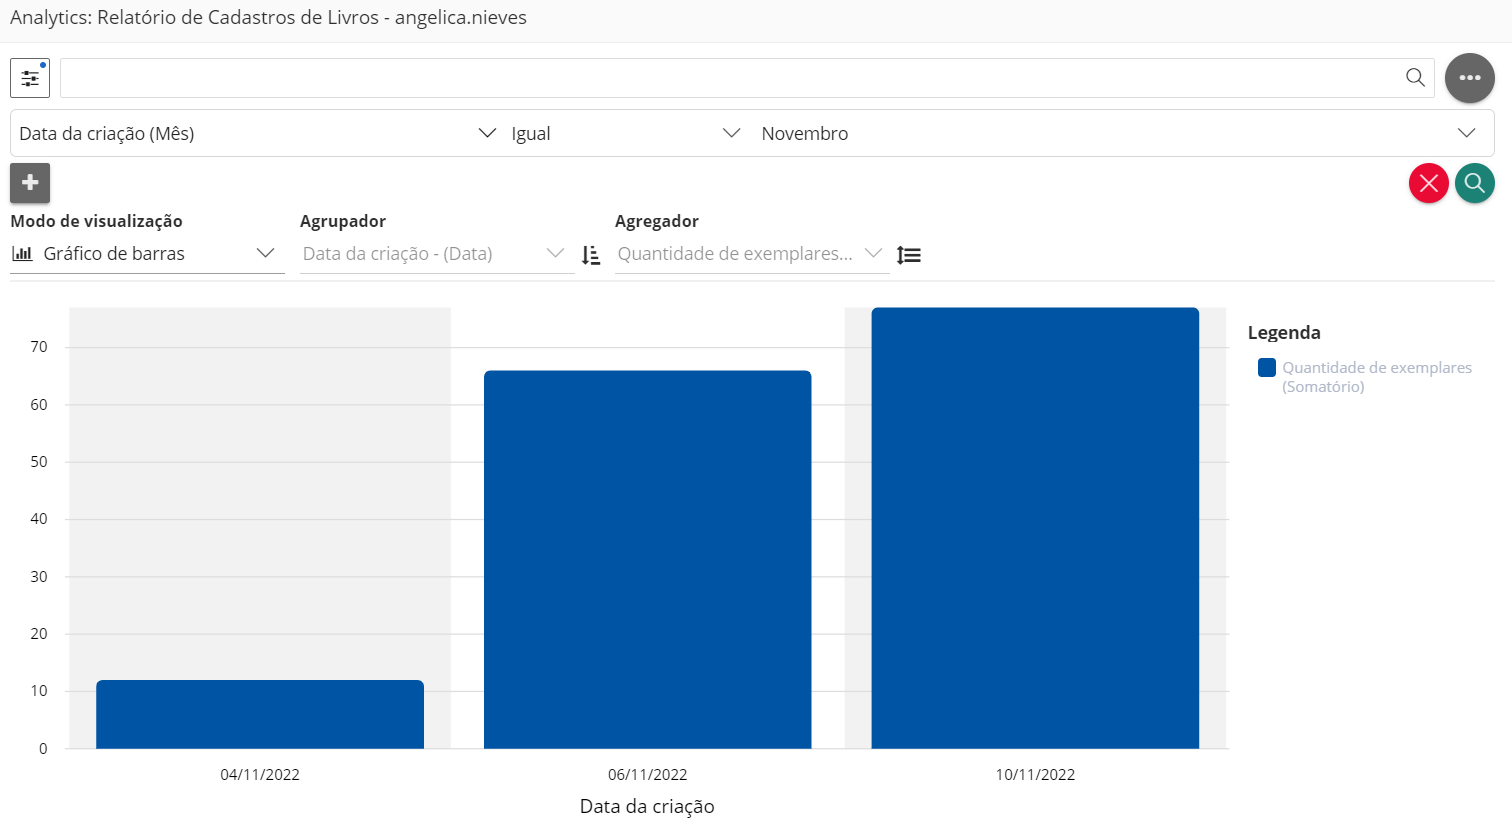 Analytics: Relatório de Cadastros de Livros - angelica.nieves
Data da criação (Mês) Igual Novembro
Modo de visualização Agrupador Agregador
Gráfico de barras Data da criação - (Data) Quantidade de exemplares...
Legenda
Quantidade de exemplares
(Somatório)
70
60
50
40
30
20
10
0
04/11/2022 06/11/2022 10/11/2022
Data da criação